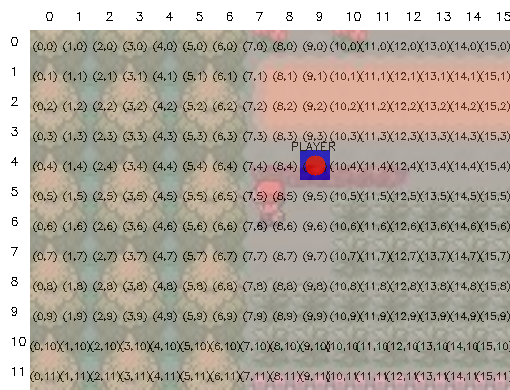 0 1 2 3 4 5 6 7 8 9 10 11 12 13 14 15
0 (0,0) (1,0) (2,0) (3,0) (4,0) (5,0) (6,0) (7,0) (8,0) (9,0) (10,0) (11,0) (12,0) (13,0) (14,0) (15,0)
1 (0,1) (1,1) (2,1) (3,1) (4,1) (5,1) (6,1) (7,1) (8,1) (9,1) (10,1) (11,1) (12,1) (13,1) (14,1) (15,1)
2 (0,2) (1,2) (2,2) (3,2) (4,2) (5,2) (6,2) (7,2) (8,2) (9,2) (10,2) (11,2) (12,2) (13,2) (14,2) (15,2)
3 (0,3) (1,3) (2,3) (3,3) (4,3) (5,3) (6,3) (7,3) (8,3) (9,3) (10,3) (11,3) (12,3) (13,3) (14,3) (15,3)
PLAYER
4 (0,4) (1,4) (2,4) (3,4) (4,4) (5,4) (6,4) (7,4) (8,4) (10,4) (11,4) (12,4) (13,4) (14,4) (15,4)
5 (0,5) (1,5) (2,5) (3,5) (4,5) (5,5) (6,5) (7,5) (8,5) (9,5) (10,5) (11,5) (12,5) (13,5) (14,5) (15,5)
6 (0,6) (1,6) (2,6) (3,6) (4,6) (5,6) (6,6) (7,6) (8,6) (9,6) (10,6) (11,6) (12,6) (13,6) (14,6) (15,6)
7 (0,7) (1,7) (2,7) (3,7) (4,7) (5,7) (6,7) (7,7) (8,7) (9,7) (10,7) (11,7) (12,7) (13,7) (14,7) (15,7)
8 (0,8) (1,8) (2,8) (3,8) (4,8) (5,8) (6,8) (7,8) (8,8) (9,8) (10,8) (11,8) (12,8) (13,8) (14,8) (15,8)
9 (0,9) (1,9) (2,9) (3,9) (4,9) (5,9) (6,9) (7,9) (8,9) (9,9) (10,9) (11,9) (12,9) (13,9) (14,9) (15,9)
10 (0,10) (1,10) (2,10) (3,10) (4,10) (5,10) (6,10) (7,10) (8,10) (9,10) (10,10) (11,10) (12,10) (13,10) (14,10) (15,10)
11 (0,11) (1,11) (2,11) (3,11) (4,11) (5,11) (6,11) (7,11) (8,11) (9,11) (10,11) (11,11) (12,11) (13,11) (14,11) (15,11)